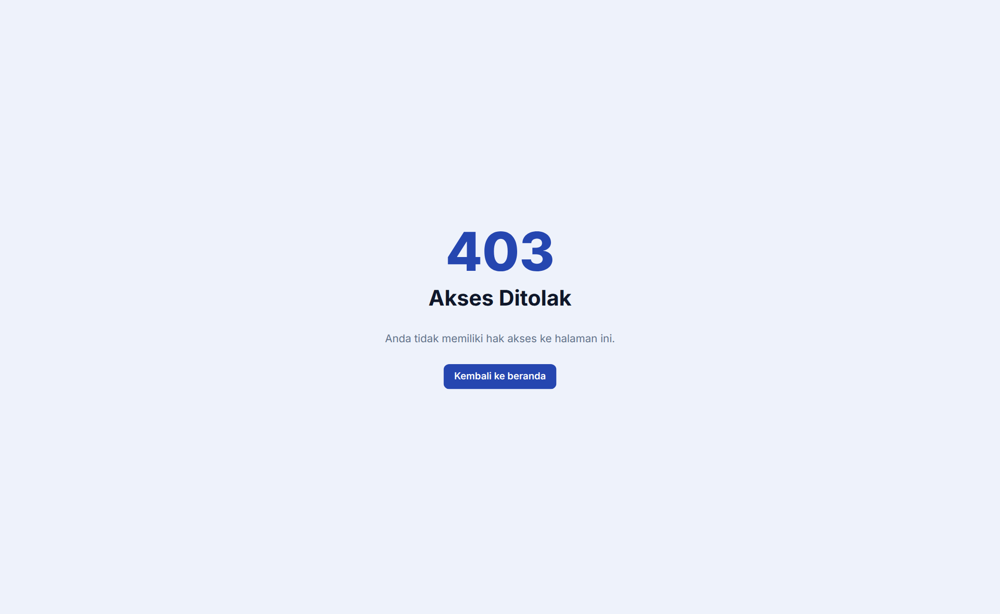 403
Akses Ditolak
Anda tidak memiliki hak akses ke halaman ini.
Kembali ke beranda